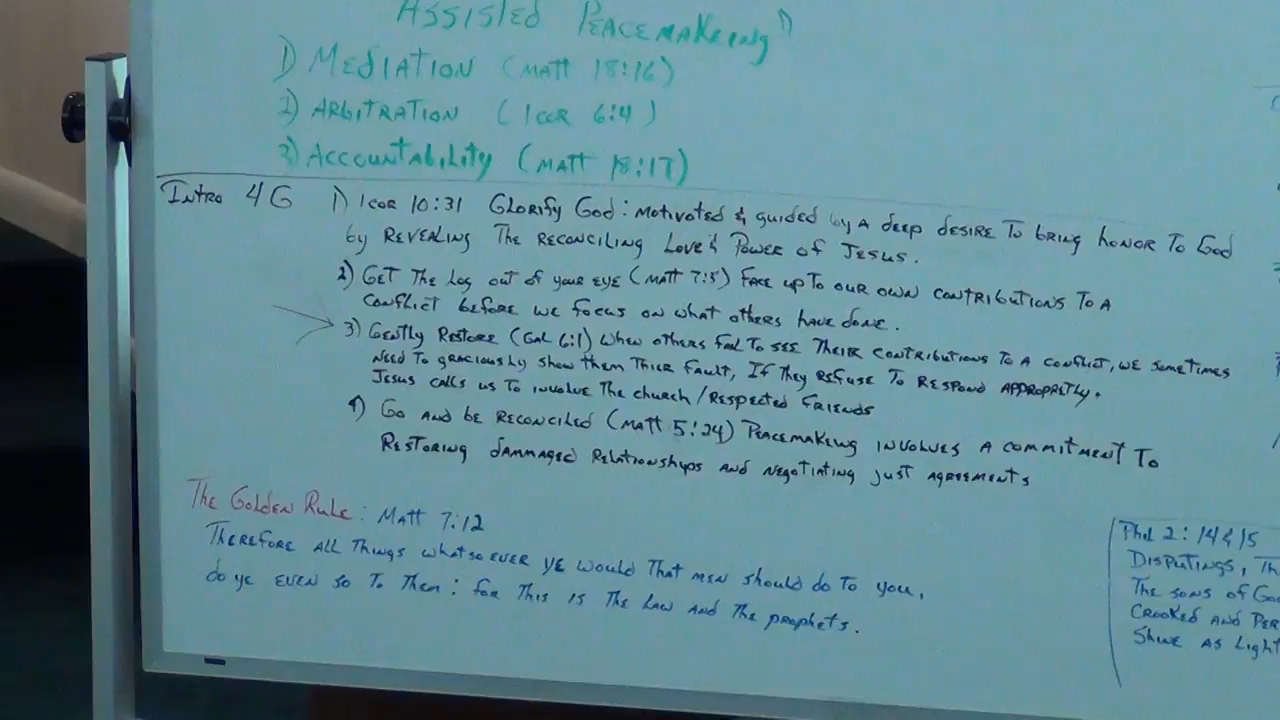 Assisted Peacemakeing"
1) Mediation (Matt 18:16)
2) Arbitration (1 Cor 6:4)
3) Accountability (Matt 18:17)
Intro 4G 1) 1 Cor 10:31 Glorify God: Motivated & guided by a deep desire to bring honor to God
by revealing the reconciling love & power of Jesus.
2) Get the log out of your eye (Matt 7:5) Face up to our own contributions to a
conflict before we focus on what others have done.
3) Gently Restore (Gal 6:1) When others fail to see their contributions to a conflict, we sometimes
need to graciously show them thier fault, If they refuse to respond appropretly.
Jesus calls us to involve the church/respected friends
4) Go and be reconciled (Matt 5:24) Peacemaking involves a commitment to
restoring dammaged relationships and negotiating just agreements
The Golden Rule: Matt 7:12
Therefore all things whatsoever ye would that men should do to you,
do ye even so to them: for this is the law and the prophets.
Phil 2:14&15
Disputings, Th
The sons of Go
Crooked and Per
Shine as Light